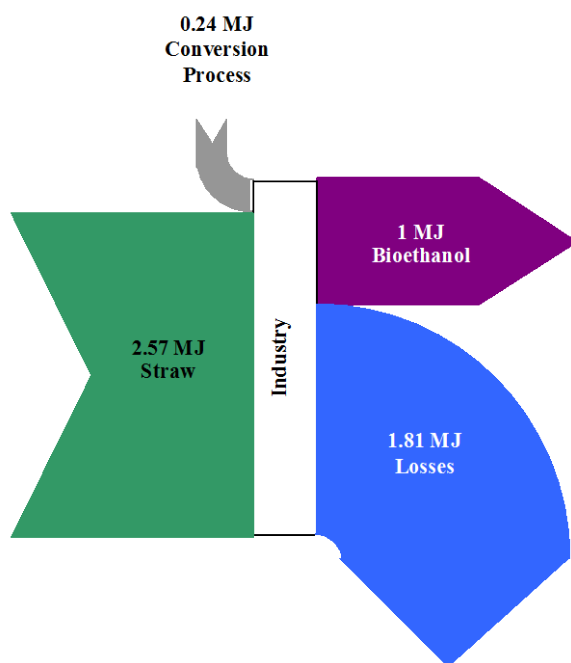 0.24 MJ
Conversion
Process
1 MJ
Bioethanol
2.57 MJ
Straw
Industry
1.81 MJ
Losses